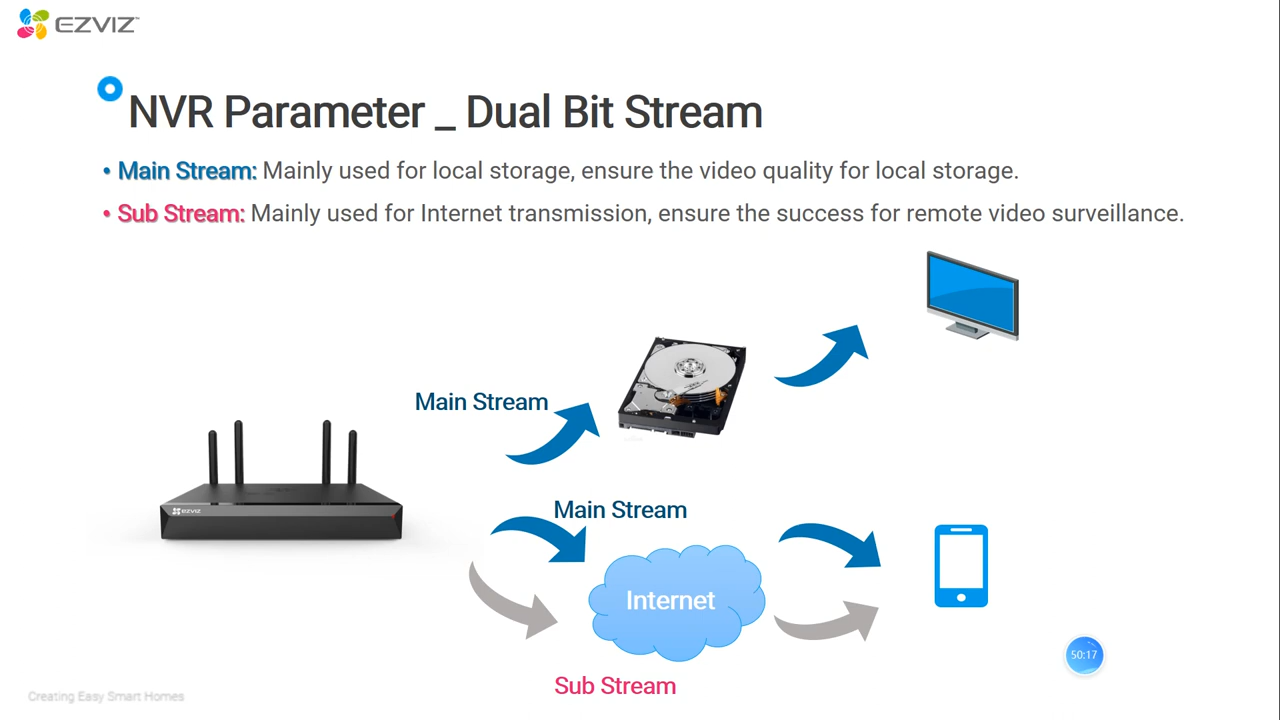 EZVIZ
NVR Parameter _ Dual Bit Stream
• Main Stream: Mainly used for local storage, ensure the video quality for local storage.
• Sub Stream: Mainly used for Internet transmission, ensure the success for remote video surveillance.
Main Stream
EZVIZ
Main Stream
Internet
50:17
Sub Stream
Creating Easy Smart Homes